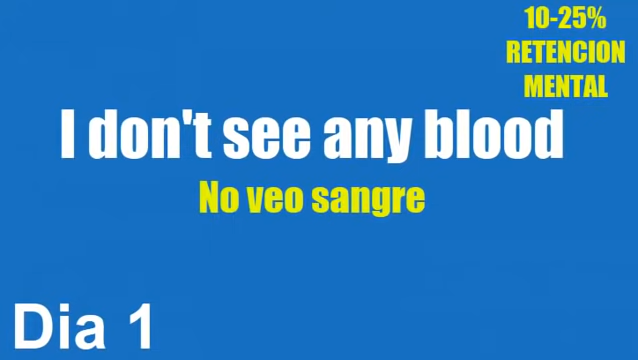 10-25%
RETENCION
MENTAL
I don't see any blood
No veo sangre
Dia 1